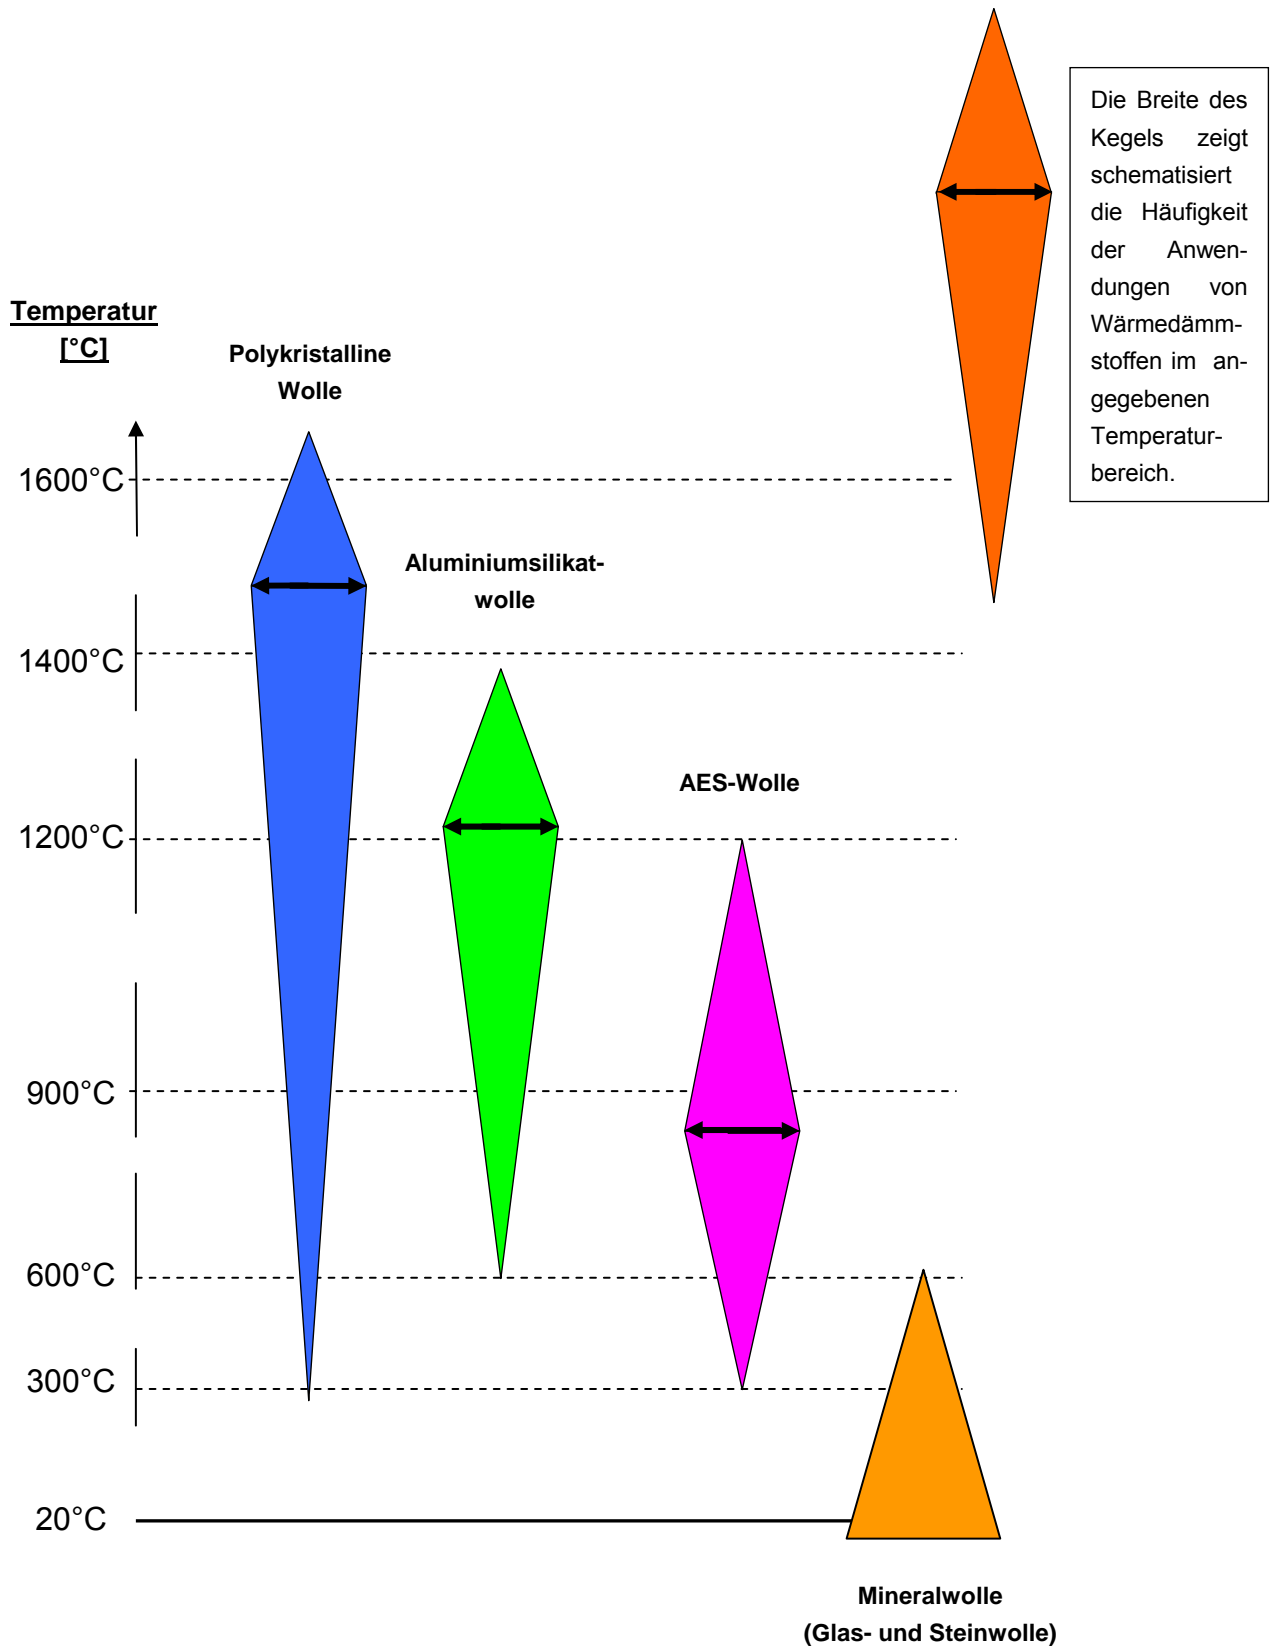 Die Breite des
Kegels zeigt
schematisiert
die Häufigkeit
der Anwen-
dungen von
Wärmedämm-
stoffen im an-
gegebenen
Temperatur-
bereich.
Temperatur
[°C]
Polykristalline
Wolle
1600°C
Aluminiumsilikat-
wolle
1400°C
AES-Wolle
1200°C
900°C
600°C
300°C
20°C
Mineralwolle
(Glas- und Steinwolle)